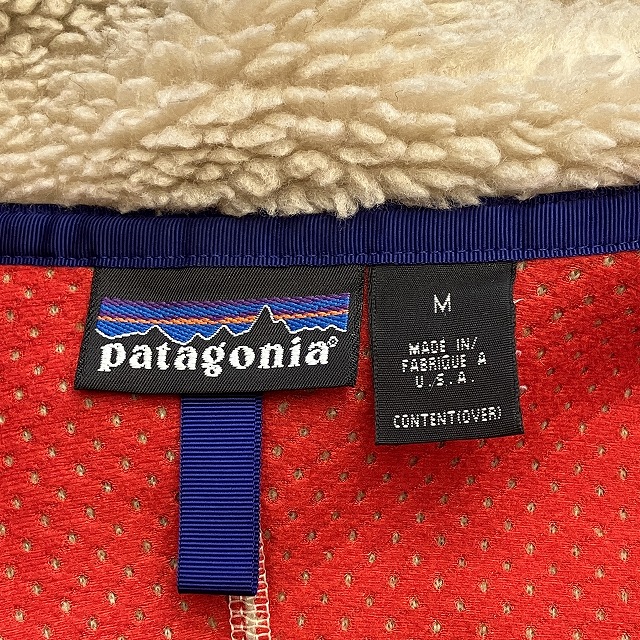 patagonia®
M
MADE IN/
FABRIQUE A
U.S.A.
CONTENT(OVER)